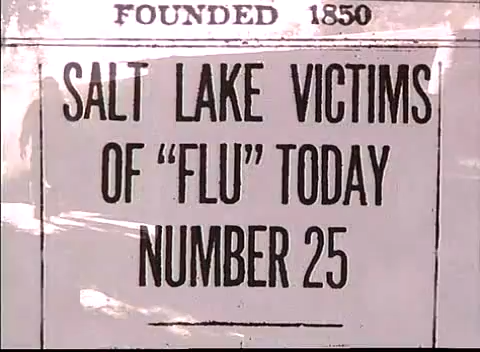 FOUNDED 1850
SALT LAKE VICTIMS
OF “FLU” TODAY
NUMBER 25